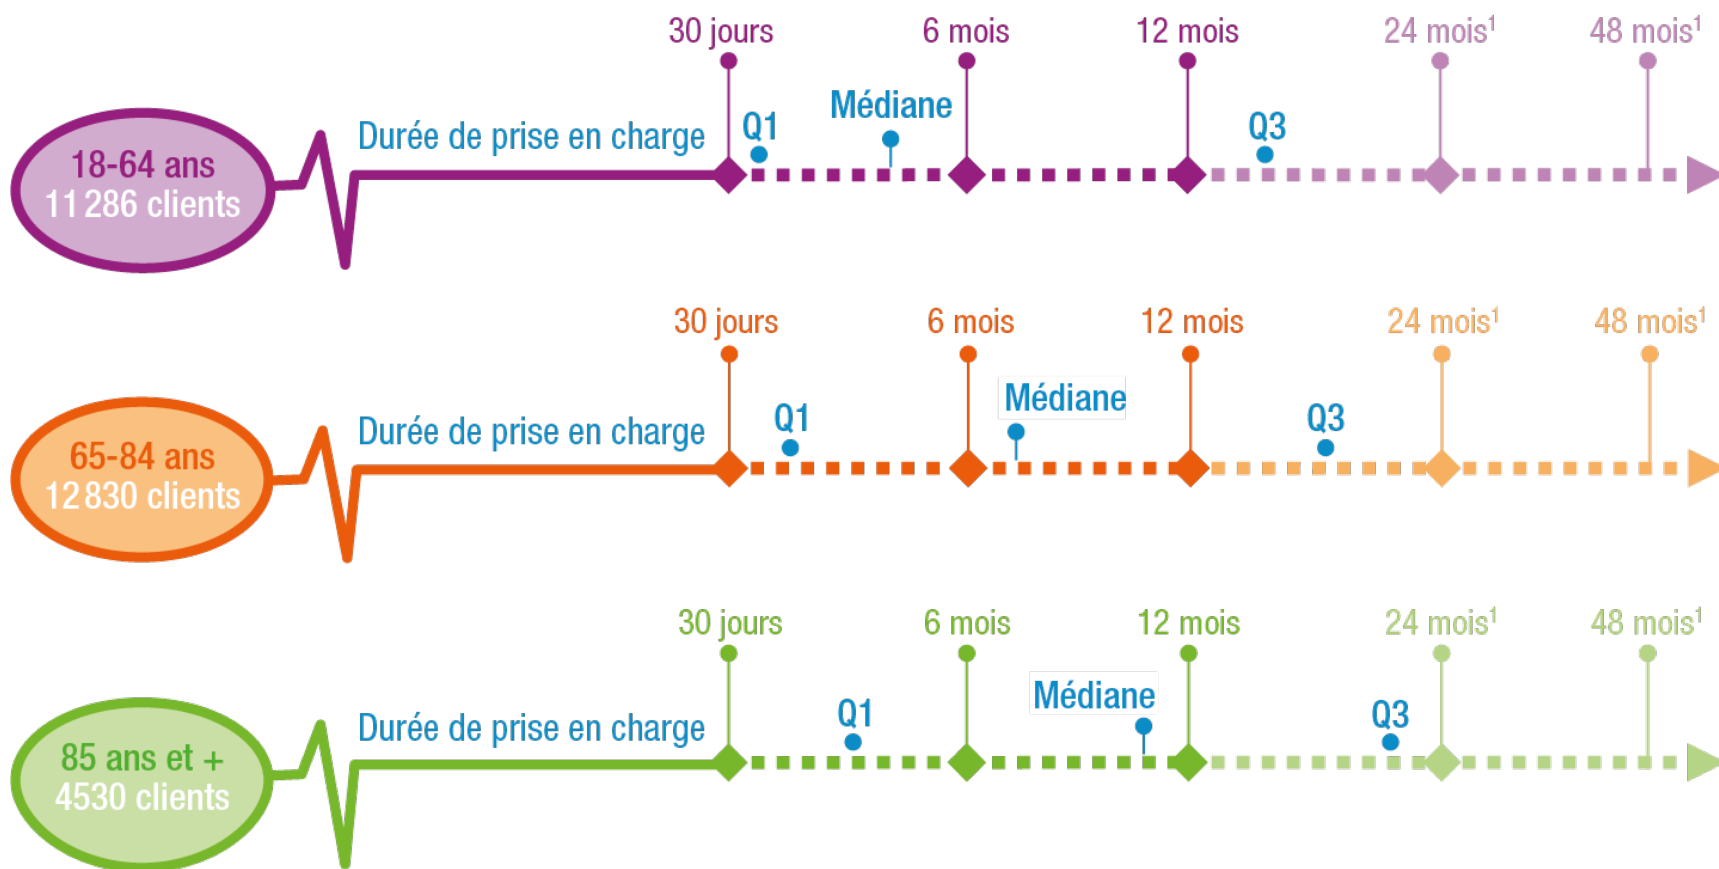 30 jours 6 mois 12 mois 24 mois¹ 48 mois¹
Médiane
Durée de prise en charge Q1 Q3
18-64 ans
11 286 clients
30 jours 6 mois 12 mois 24 mois¹ 48 mois¹
Médiane
Durée de prise en charge Q1 Q3
65-84 ans
12 830 clients
30 jours 6 mois 12 mois 24 mois¹ 48 mois¹
Médiane
Durée de prise en charge Q1 Q3
85 ans et +
4530 clients